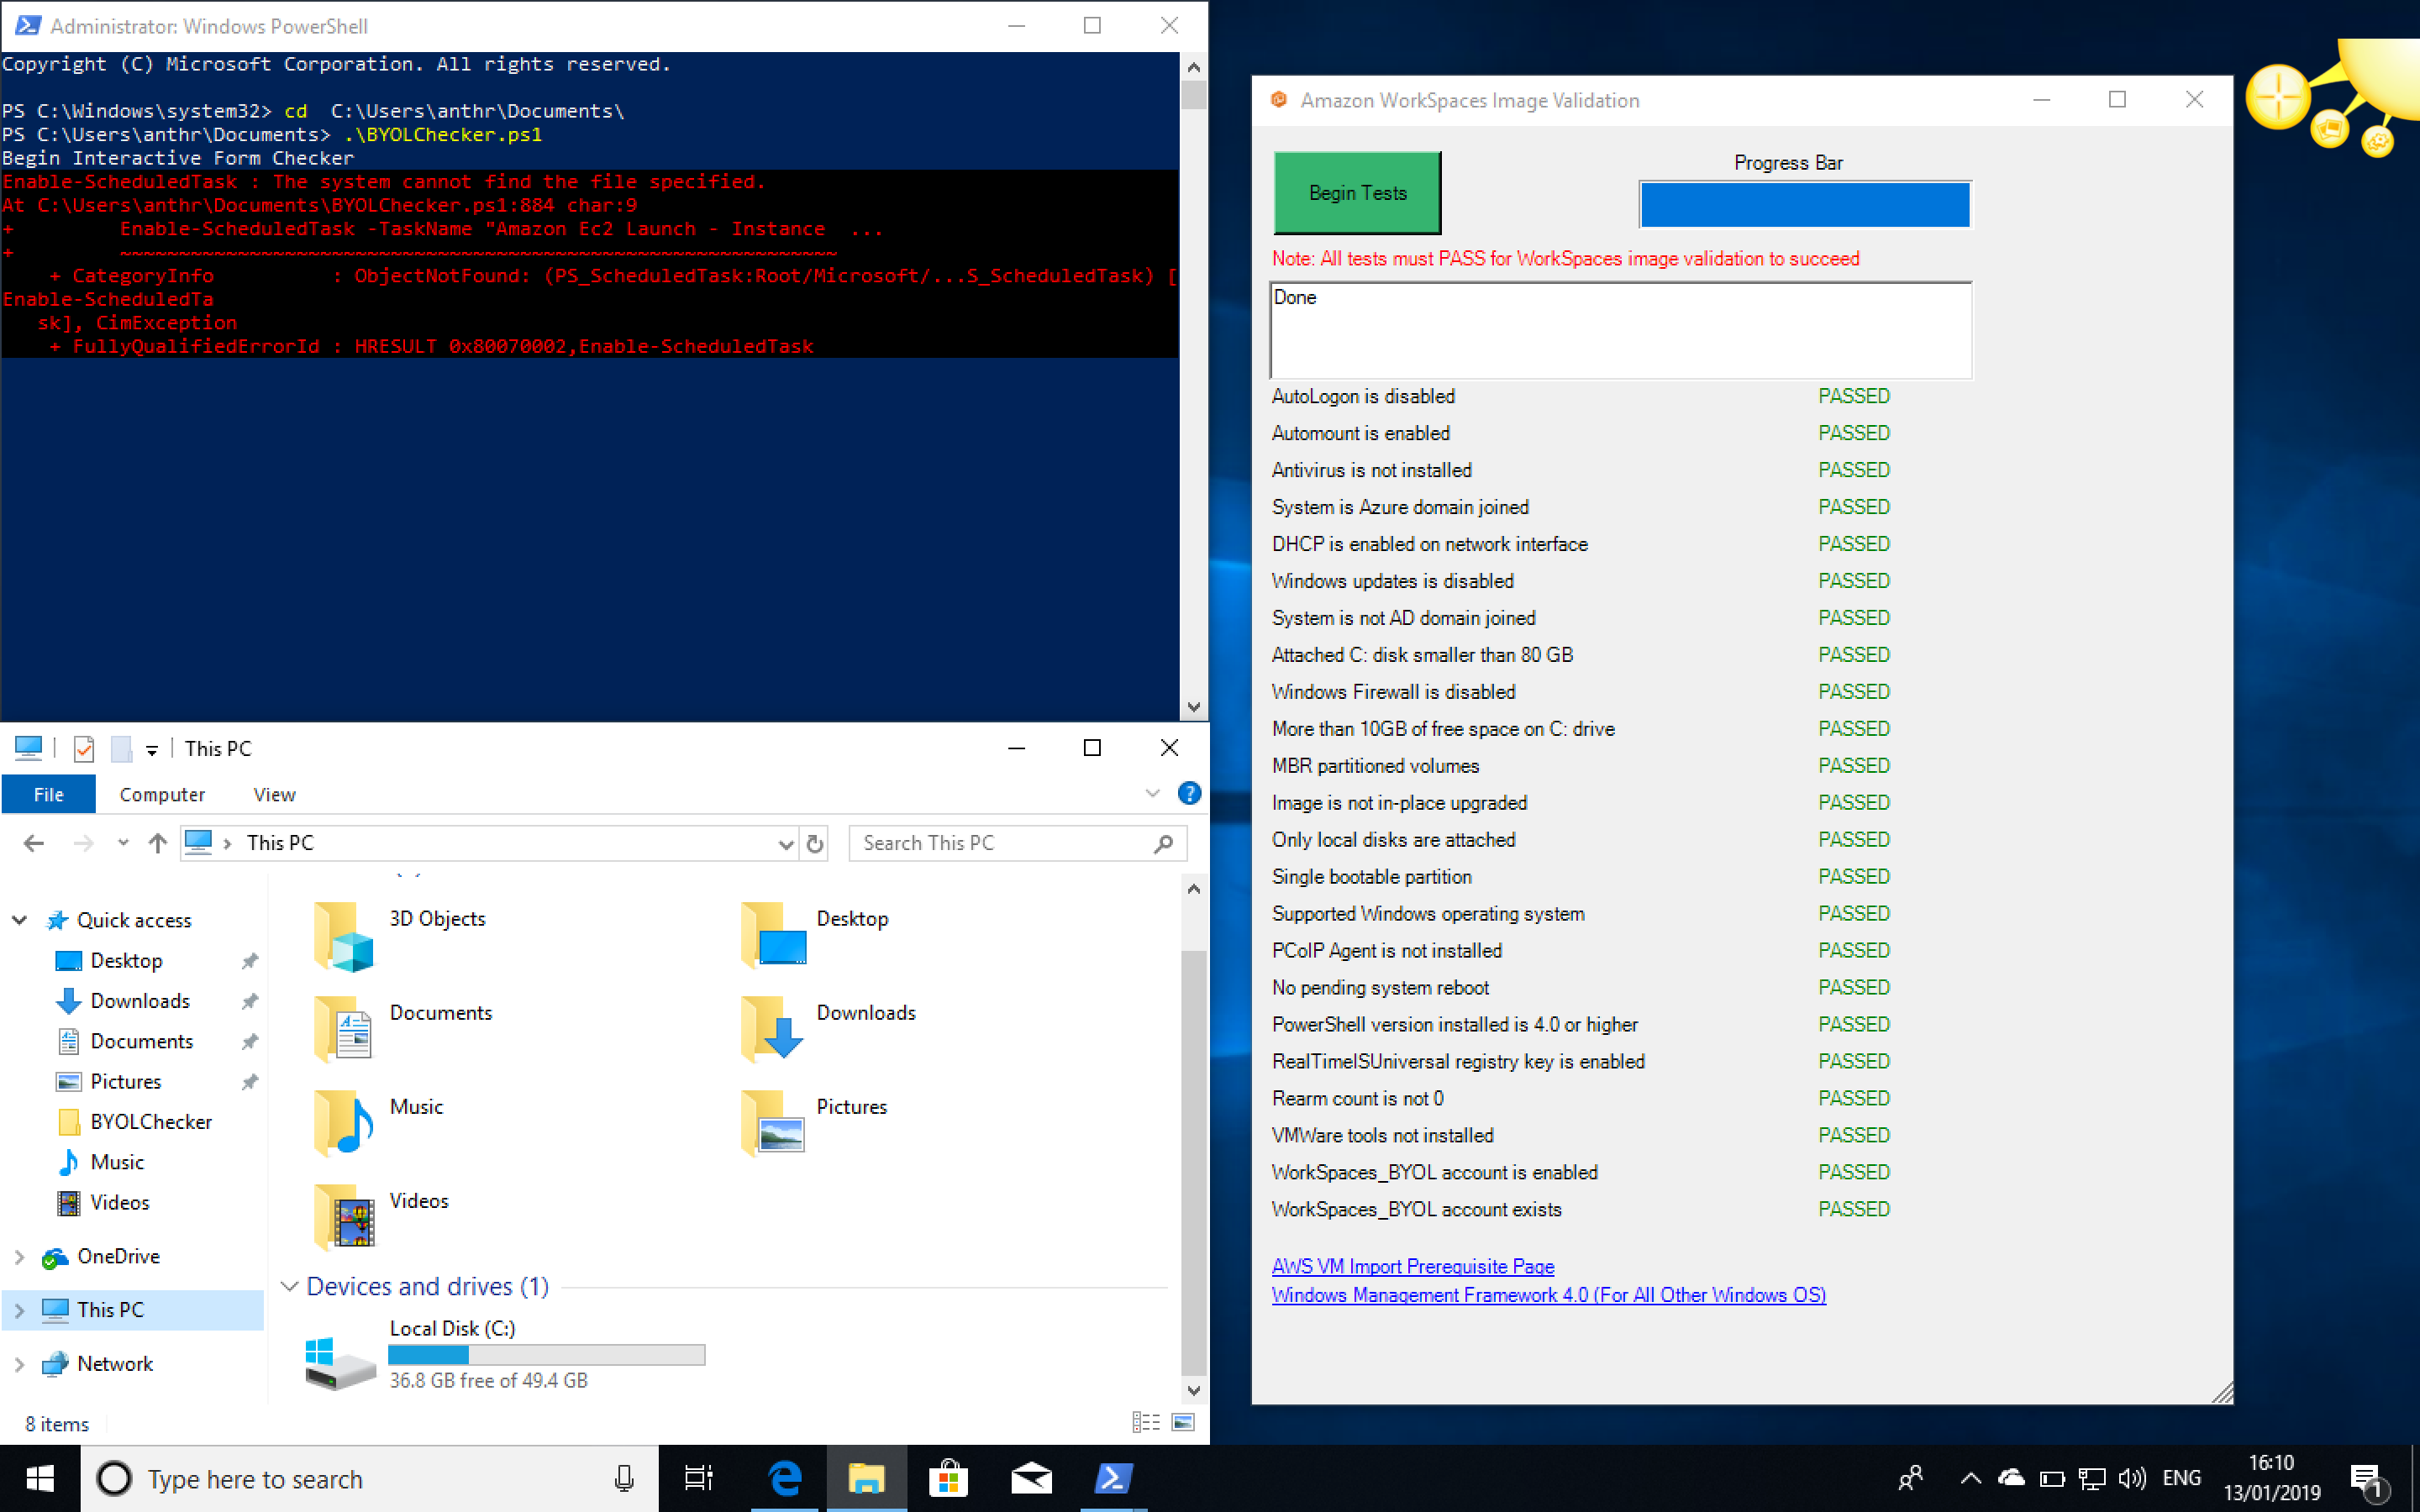 Administrator: Windows PowerShell
Copyright (C) Microsoft Corporation. All rights reserved.
PS C:\Windows\system32> cd  C:\Users\anthr\Documents\
PS C:\Users\anthr\Documents> .\BYOLChecker.ps1
Begin Interactive Form Checker
Enable-ScheduledTask : The system cannot find the file specified.
At C:\Users\anthr\Documents\BYOLChecker.ps1:884 char:9
+         Enable-ScheduledTask -TaskName "Amazon Ec2 Launch - Instance  ...
+         ~~~~~~~~~~~~~~~~~~~~~~~~~~~~~~~~~~~~~~~~~~~~~~~~~~~~~~~~~~~~~
    + CategoryInfo          : ObjectNotFound: (PS_ScheduledTask:Root/Microsoft/...S_ScheduledTask) [
Enable-ScheduledTa
   sk], CimException
    + FullyQualifiedErrorId : HRESULT 0x80070002,Enable-ScheduledTask
This PC
File Computer View
This PC
Search This PC
Quick access
Desktop
Downloads
Documents
Pictures
BYOLChecker
Music
Videos
OneDrive
This PC
Network
3D Objects
Desktop
Documents
Downloads
Music
Pictures
Videos
Devices and drives (1)
Local Disk (C:)
36.8 GB free of 49.4 GB
8 items
Amazon WorkSpaces Image Validation
Begin Tests
Progress Bar
Note: All tests must PASS for WorkSpaces image validation to succeed
Done
AutoLogon is disabled PASSED
Automount is enabled PASSED
Antivirus is not installed PASSED
System is Azure domain joined PASSED
DHCP is enabled on network interface PASSED
Windows updates is disabled PASSED
System is not AD domain joined PASSED
Attached C: disk smaller than 80 GB PASSED
Windows Firewall is disabled PASSED
More than 10GB of free space on C: drive PASSED
MBR partitioned volumes PASSED
Image is not in-place upgraded PASSED
Only local disks are attached PASSED
Single bootable partition PASSED
Supported Windows operating system PASSED
PCoIP Agent is not installed PASSED
No pending system reboot PASSED
PowerShell version installed is 4.0 or higher PASSED
RealTimeISUniversal registry key is enabled PASSED
Rearm count is not 0 PASSED
VMWare tools not installed PASSED
WorkSpaces_BYOL account is enabled PASSED
WorkSpaces_BYOL account exists PASSED
AWS VM Import Prerequisite Page
Windows Management Framework 4.0 (For All Other Windows OS)
Type here to search
ENG
16:10
13/01/2019
1